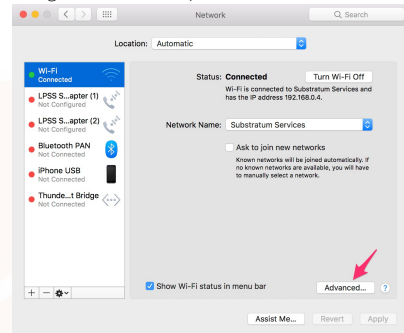 Network
Search
Location: Automatic
Wi-Fi
Connected
LPSS S...apter (1)
Not Configured
LPSS S...apter (2)
Not Configured
Bluetooth PAN
Not Connected
iPhone USB
Not Connected
Thunde...t Bridge
Not Connected
Status: Connected
Turn Wi-Fi Off
Wi-Fi is connected to Substratum Services and
has the IP address 192.168.0.4.
Network Name: Substratum Services
Ask to join new networks
Known networks will be joined automatically. If
no known networks are available, you will have
to manually select a network.
Show Wi-Fi status in menu bar
Advanced...
?
Assist Me...
Revert
Apply